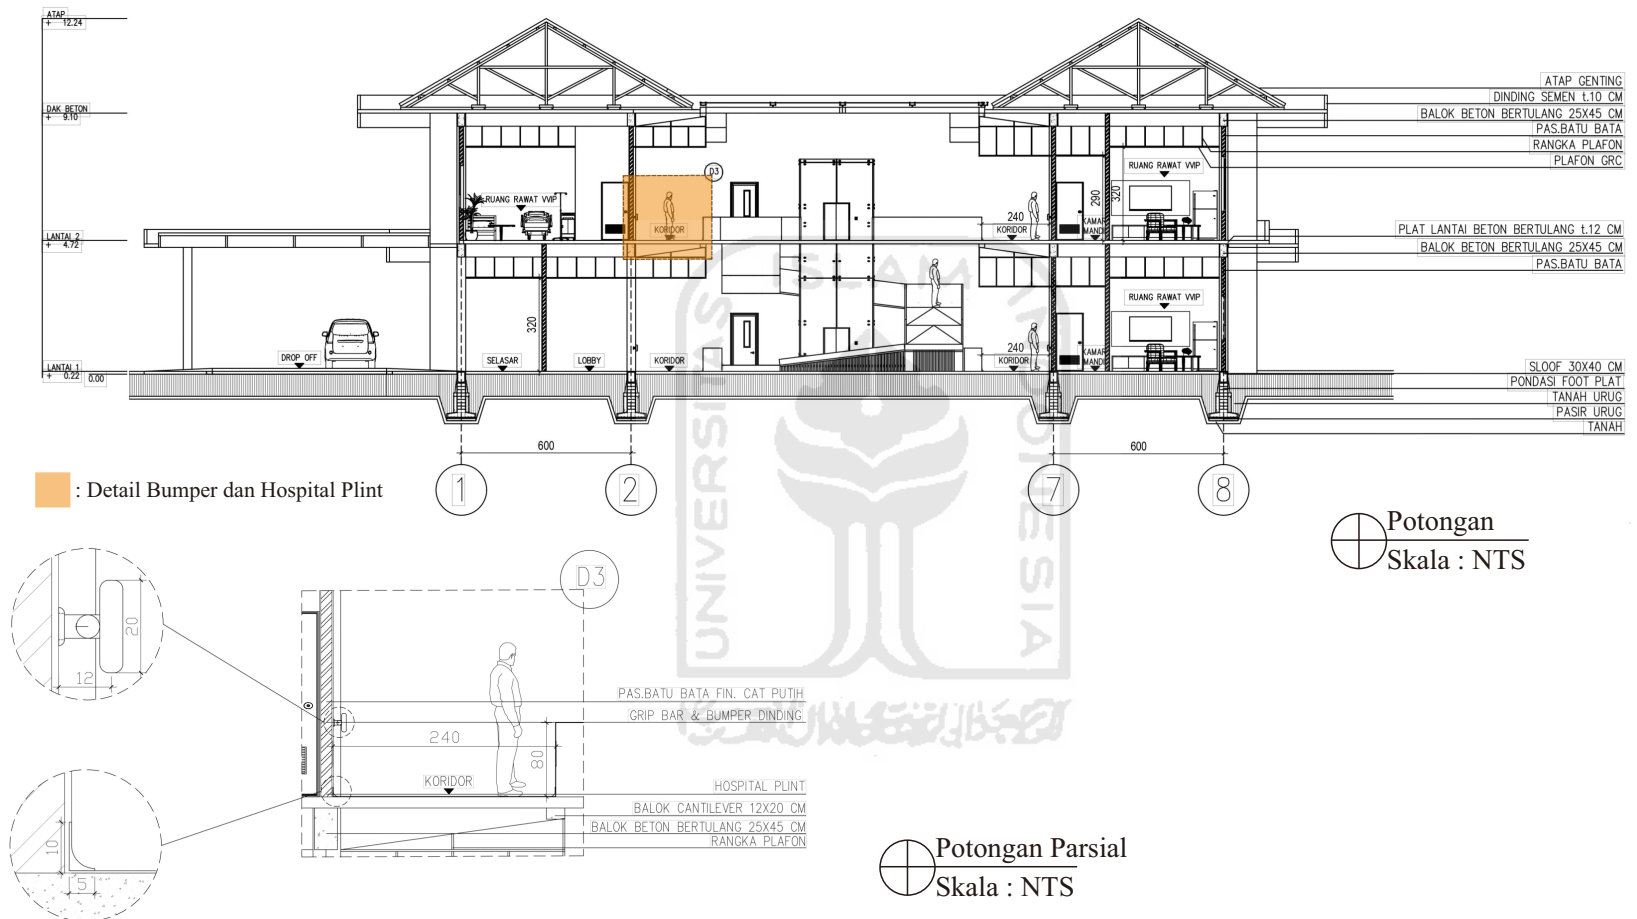 ATAP
+ 12.24
DAK BETON
+ 9.10
LANTAI 2
+ 4.72
LANTAI 1
+ 0.22
0.00
ATAP GENTING
DINDING SEMEN t.10 CM
BALOK BETON BERTULANG 25X45 CM
PAS.BATU BATA
RANGKA PLAFON
PLAFON GRC
PLAT LANTAI BETON BERTULANG t.12 CM
BALOK BETON BERTULANG 25X45 CM
PAS.BATU BATA
SLOOF 30X40 CM
PONDASI FOOT PLAT
TANAH URUG
PASIR URUG
TANAH
RUANG RAWAT VVIP
D3
KORIDOR
240
KORIDOR
KAMAR
MANDI
290
320
RUANG RAWAT VVIP
DROP OFF
SELASAR
320
LOBBY
KORIDOR
240
KORIDOR
KAMAR
MANDI
RUANG RAWAT VVIP
600
600
1
2
7
8
: Detail Bumper dan Hospital Plint
Potongan
Skala : NTS
UNIVERSITAS ISLAM INDONESIA
D3
20
12
PAS.BATU BATA FIN. CAT PUTIH
GRIP BAR & BUMPER DINDING
240
80
KORIDOR
HOSPITAL PLINT
BALOK CANTILEVER 12X20 CM
BALOK BETON BERTULANG 25X45 CM
RANGKA PLAFON
10
5
Potongan Parsial
Skala : NTS